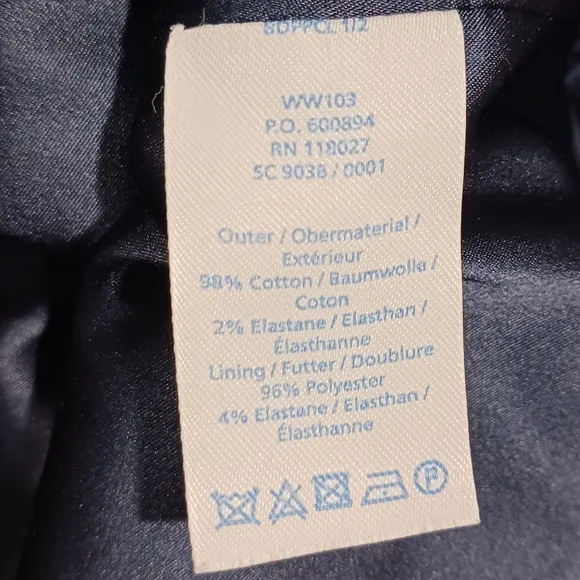 WW103
P.O. 600894
RN 118027
SC 9038 / 0001
Outer / Obermaterial /
Extérieur
98% Cotton / Baumwolle /
Coton
2% Elastane / Elasthan /
Élasthanne
Lining / Futter / Doublure
96% Polyester
4% Elastane / Elasthan /
Élasthanne
P